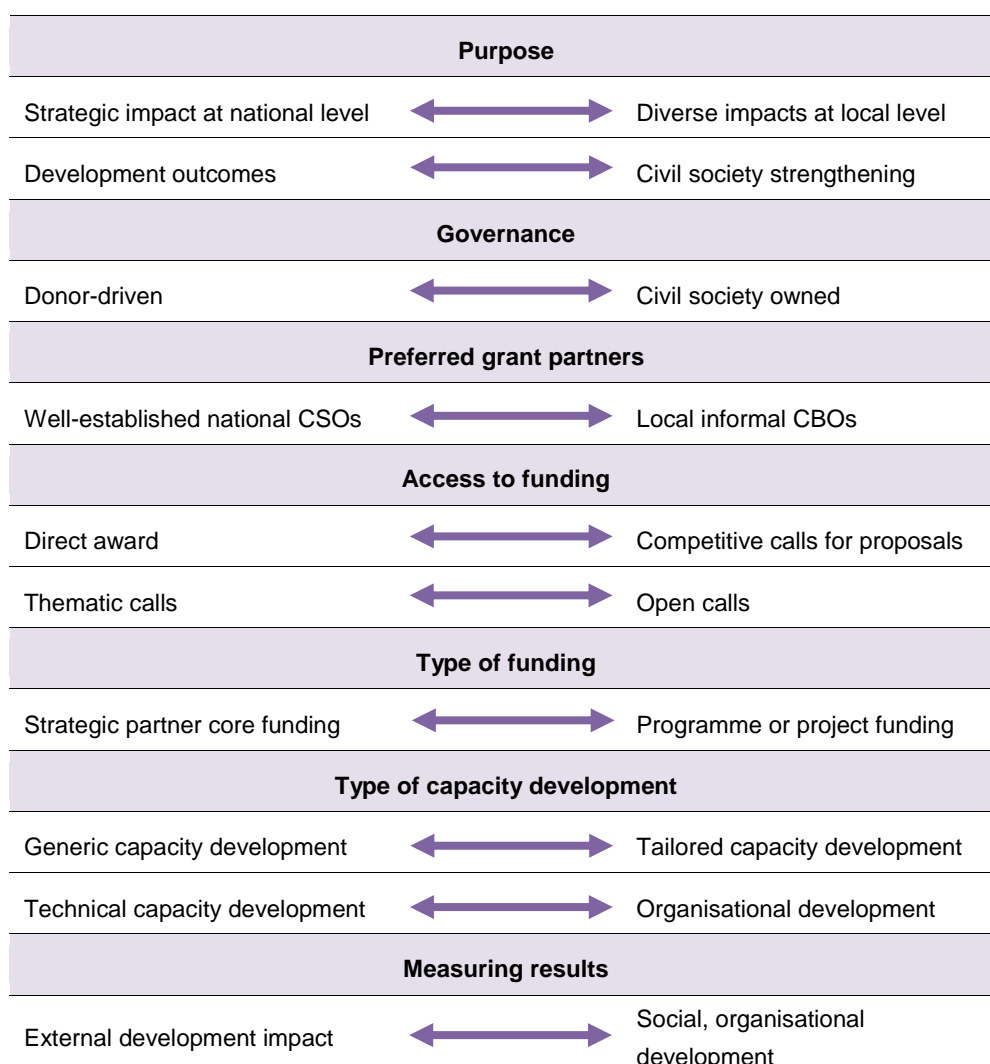 Purpose
Strategic impact at national level Diverse impacts at local level
Development outcomes Civil society strengthening
Governance
Donor-driven Civil society owned
Preferred grant partners
Well-established national CSOs Local informal CBOs
Access to funding
Direct award Competitive calls for proposals
Thematic calls Open calls
Type of funding
Strategic partner core funding Programme or project funding
Type of capacity development
Generic capacity development Tailored capacity development
Technical capacity development Organisational development
Measuring results
External development impact Social, organisational
development